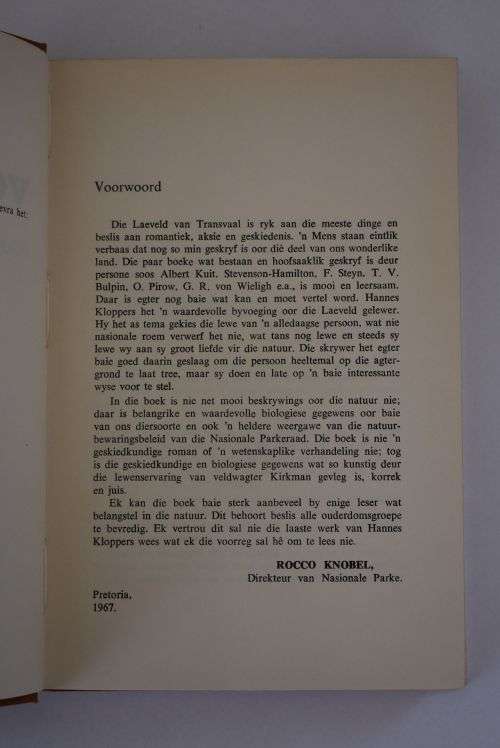 evra het:
Voorwoord
Die Laeveld van Transvaal is ryk aan die meeste dinge en
beslis aan romantiek, aksie en geskiedenis. 'n Mens staan eintlik
verbaas dat nog so min geskryf is oor dié deel van ons wonderlike
land. Die paar boeke wat bestaan en hoofsaaklik geskryf is deur
persone soos Albert Kuit. Stevenson-Hamilton, F. Steyn. T. V.
Bulpin, O. Pirow, G. R. von Wieligh e.a., is mooi en leersaam.
Daar is egter nog baie wat kan en moet vertel word. Hannes
Kloppers het 'n waardevolle byvoeging oor die Laeveld gelewer.
Hy het as tema gekies die lewe van 'n alledaagse persoon, wat nie
nasionale roem verwerf het nie, wat tans nog lewe en steeds sy
lewe wy aan sy groot liefde vir die natuur. Die skrywer het egter
baie goed daarin geslaag om die persoon heeltemal op die agter-
grond te laat tree, maar sy doen en late op 'n baie interessante
wyse voor te stel.
In die boek is nie net mooi beskrywings oor die natuur nie;
daar is belangrike en waardevolle biologiese gegewens oor baie
van ons diersoorte en ook 'n heldere weergawe van die natuur-
bewaringsbeleid van die Nasionale Parkeraad. Die boek is nie 'n
geskiedkundige roman of 'n wetenskaplike verhandeling nie; tog
is die geskiedkundige en biologiese gegewens wat so kunstig deur
die lewenservaring van veldwagter Kirkman gevleg is, korrek
en juis.
Ek kan die boek baie sterk aanbeveel by enige leser wat
belangstel in die natuur. Dit behoort beslis alle ouderdomsgroepe
te bevredig. Ek vertrou dit sal nie die laaste werk van Hannes
Kloppers wees wat ek die voorreg sal hê om te lees nie.
ROCCO KNOBEL,
Direkteur van Nasionale Parke.
Pretoria,
1967.